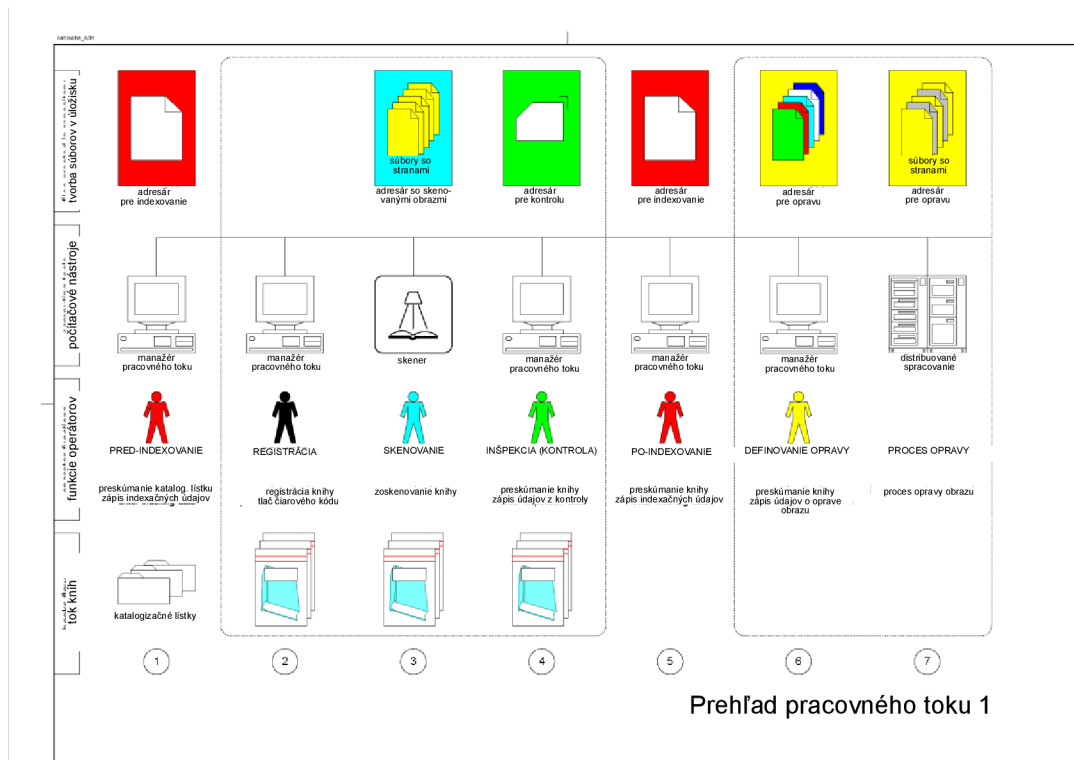 cartouche_A3H
tvorba súborov v úložisku
súbory so
stranami
súbory so
stranami
adresár
pre indexovanie
adresár so skeno-
vanými obrazmi
adresár
pre kontrolu
adresár
pre indexovanie
adresár
pre opravu
adresár
pre opravu
počítačové nástroje
manažér
pracovného toku
manažér
pracovného toku
skener
manažér
pracovného toku
manažér
pracovného toku
manažér
pracovného toku
distribuované
spracovanie
funkcie operátorov
PRED-INDEXOVANIE
REGISTRÁCIA
SKENOVANIE
INŠPEKCIA (KONTROLA)
PO-INDEXOVANIE
DEFINOVANIE OPRAVY
PROCES OPRAVY
preskúmanie katalog. lístku
zápis indexačných údajov
registrácia knihy
tlač čiarového kódu
zoskenovanie knihy
preskúmanie knihy
zápis údajov z kontroly
preskúmanie knihy
zápis indexačných údajov
preskúmanie knihy
zápis údajov o oprave
obrazu
proces opravy obrazu
tok kníh
katalogizačné lístky
1
2
3
4
5
6
7
Prehľad pracovného toku 1